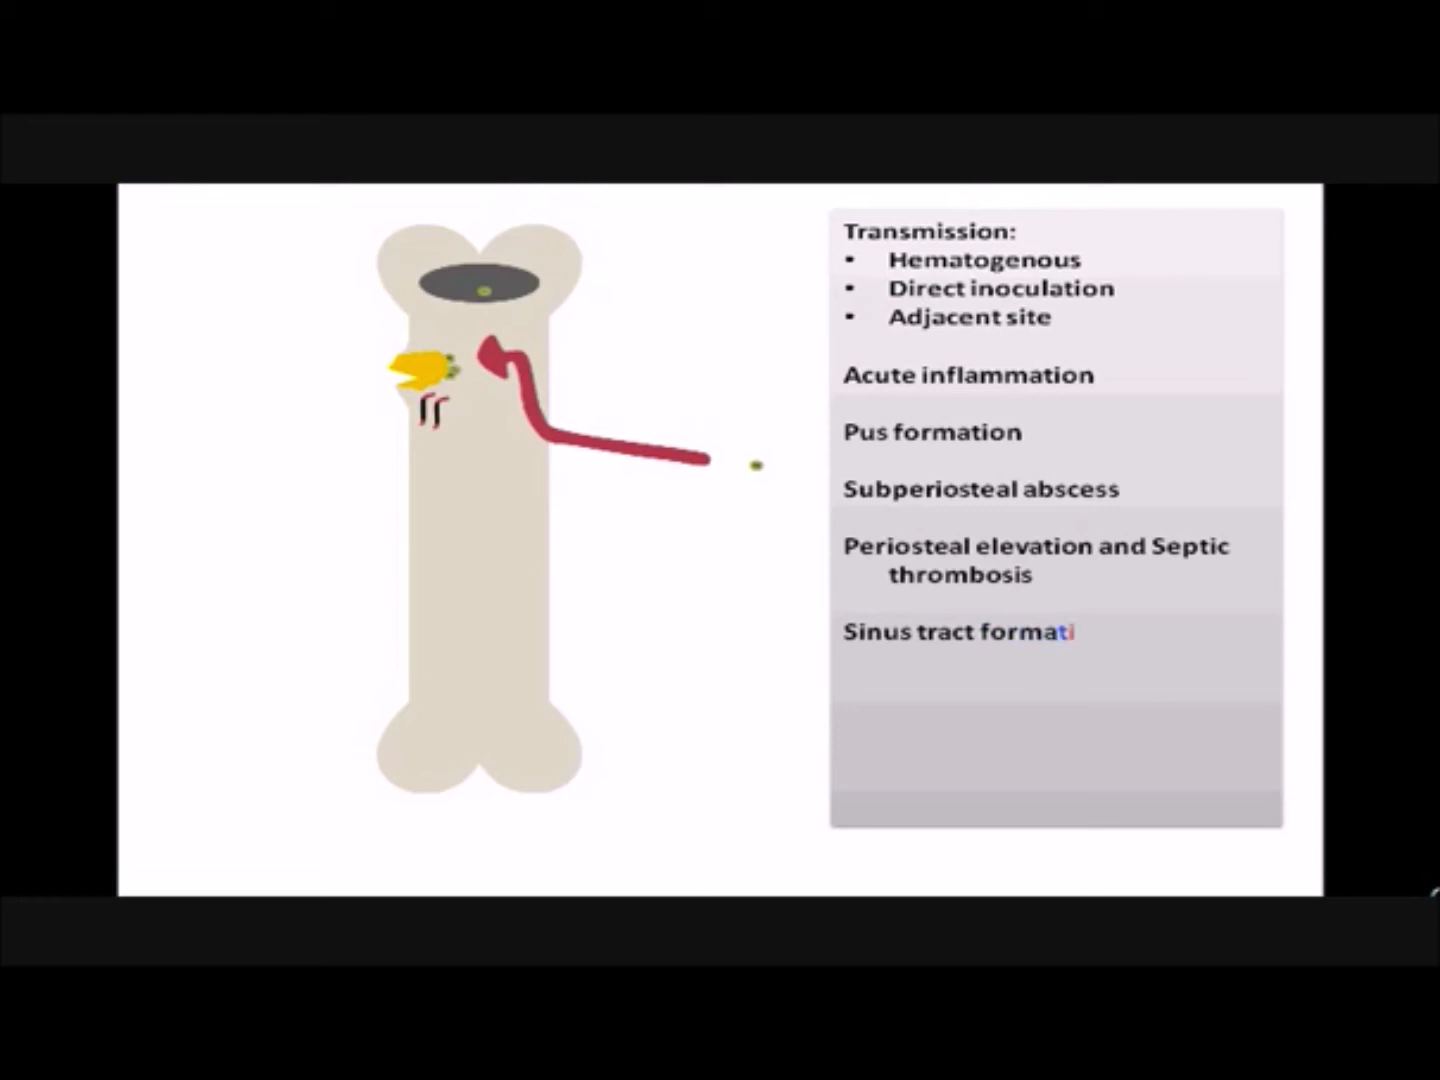 Transmission:
• Hematogenous
• Direct inoculation
• Adjacent site
Acute inflammation
Pus formation
Subperiosteal abscess
Periosteal elevation and Septic
thrombosis
Sinus tract formati